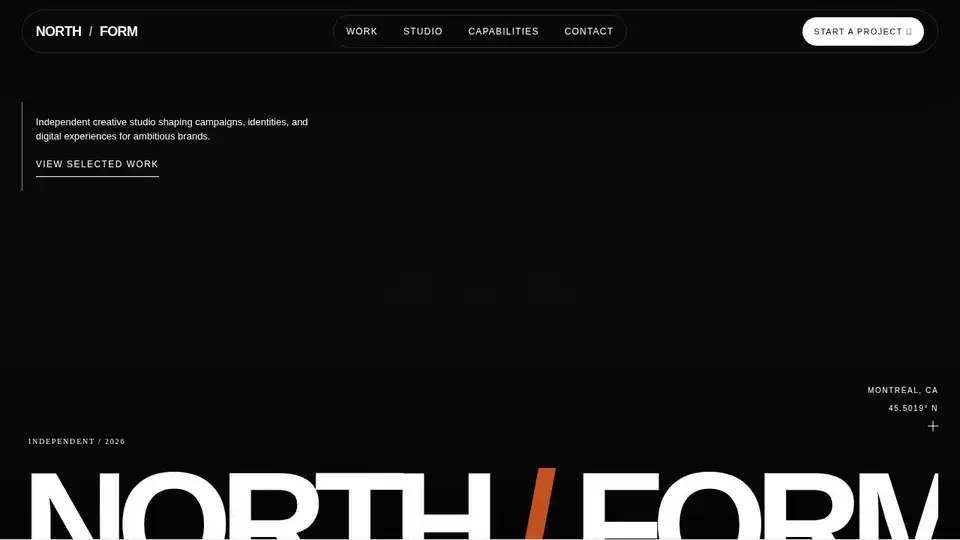 NORTH / FORM
WORK STUDIO CAPABILITIES CONTACT
START A PROJECT
Independent creative studio shaping campaigns, identities, and
digital experiences for ambitious brands.
VIEW SELECTED WORK
MONTRÉAL, CA
45.5019° N
INDEPENDENT / 2026
NORTH / FORM